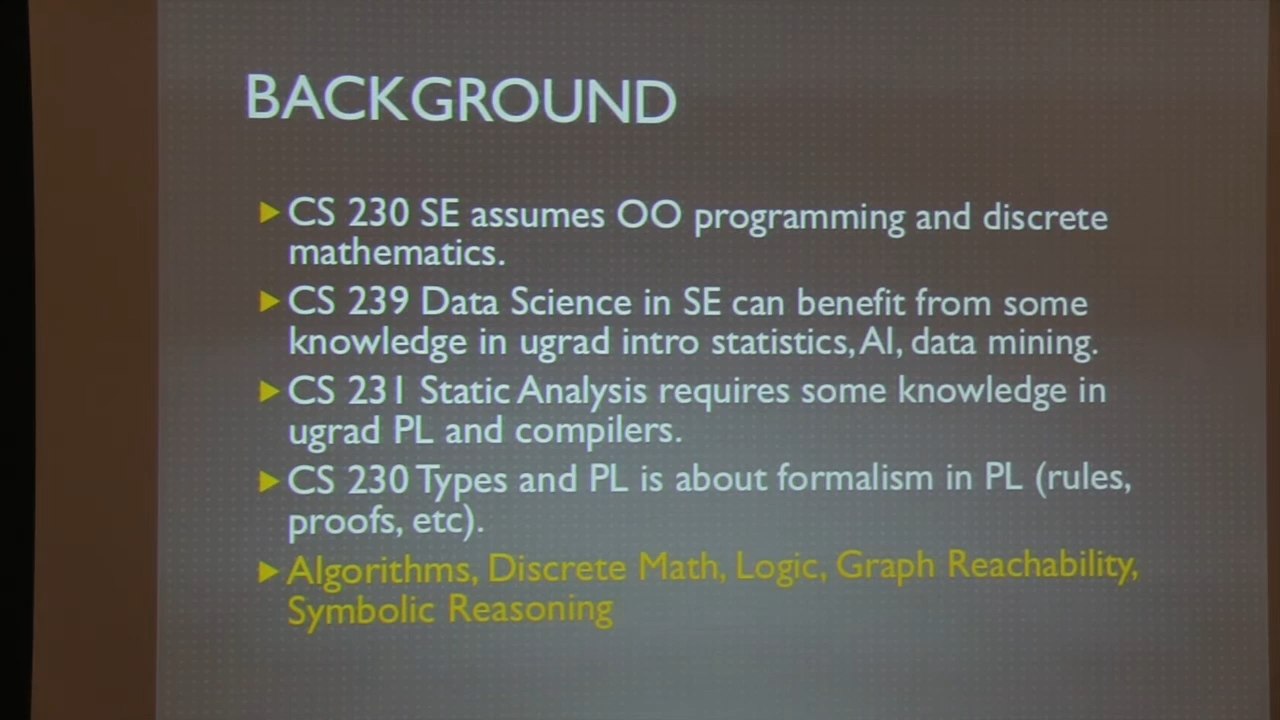 BACKGROUND
CS 230 SE assumes OO programming and discrete
mathematics.
CS 239 Data Science in SE can benefit from some
knowledge in ugrad intro statistics, AI, data mining.
CS 231 Static Analysis requires some knowledge in
ugrad PL and compilers.
CS 230 Types and PL is about formalism in PL (rules,
proofs, etc).
Algorithms, Discrete Math, Logic, Graph Reachability,
Symbolic Reasoning